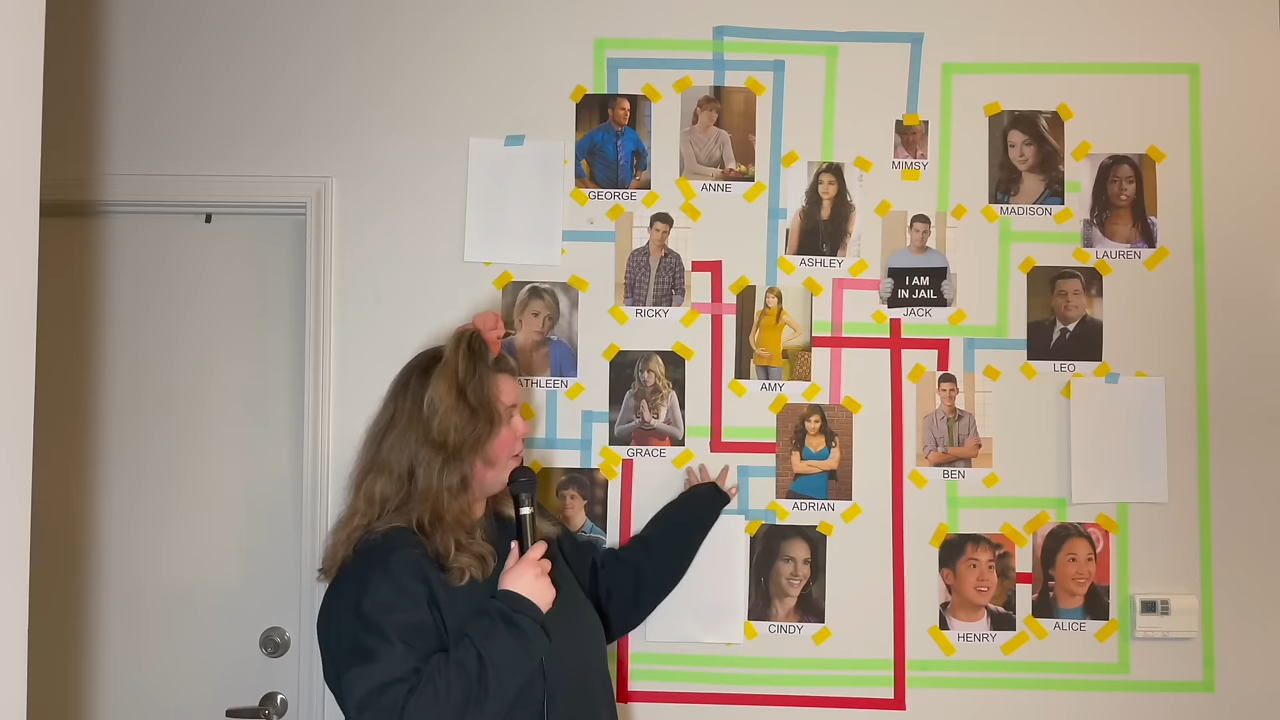 GEORGE
ANNE
MIMSY
MADISON
ASHLEY
LAUREN
RICKY
I AM
IN JAIL
JACK
LEO
ATHLEEN
AMY
GRACE
BEN
ADRIAN
CINDY
HENRY
ALICE